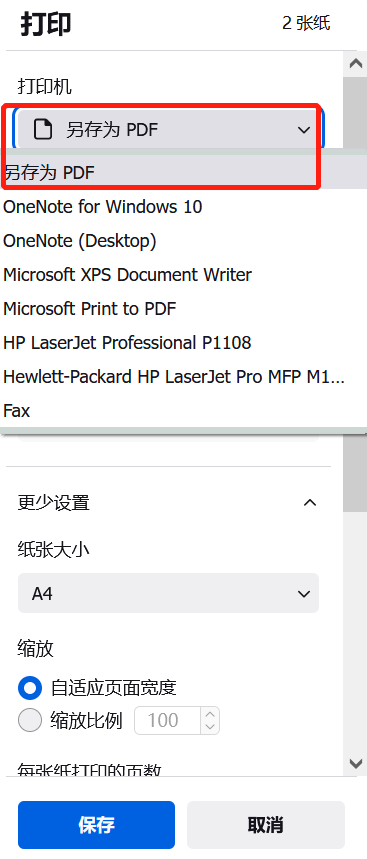 打印
2 张纸
打印机
另存为 PDF
另存为 PDF
OneNote for Windows 10
OneNote (Desktop)
Microsoft XPS Document Writer
Microsoft Print to PDF
HP LaserJet Professional P1108
Hewlett-Packard HP LaserJet Pro MFP M1...
Fax
更少设置
纸张大小
A4
缩放
自适应页面宽度
缩放比例 100
每张纸打印的页数
保存
取消